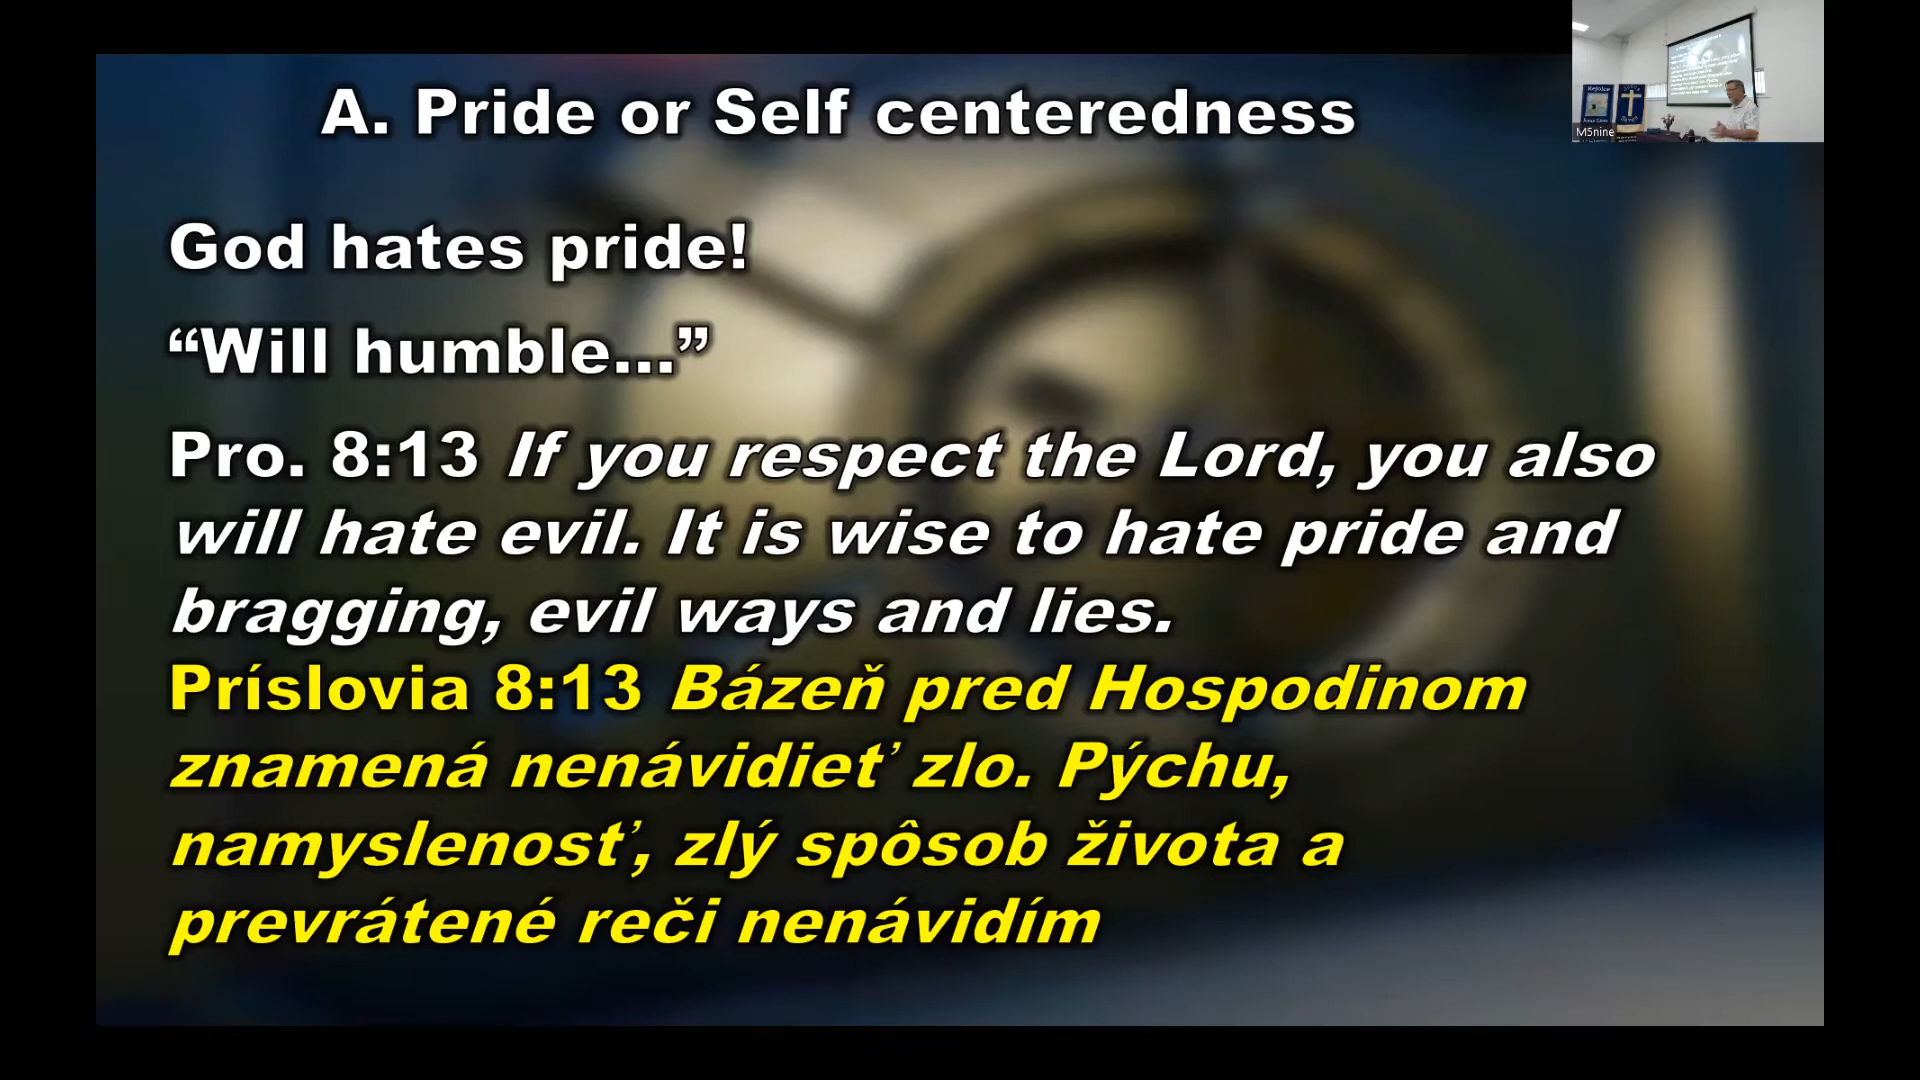 A. Pride or Self centeredness
God hates pride!
“Will humble...”
Pro. 8:13 If you respect the Lord, you also
will hate evil. It is wise to hate pride and
bragging, evil ways and lies.
Príslovia 8:13 Bázeň pred Hospodinom
znamená nenávidieť zlo. Pýchu,
namyslenosť, zlý spôsob života a
prevrátené reči nenávidím
Rejoice
M5nine